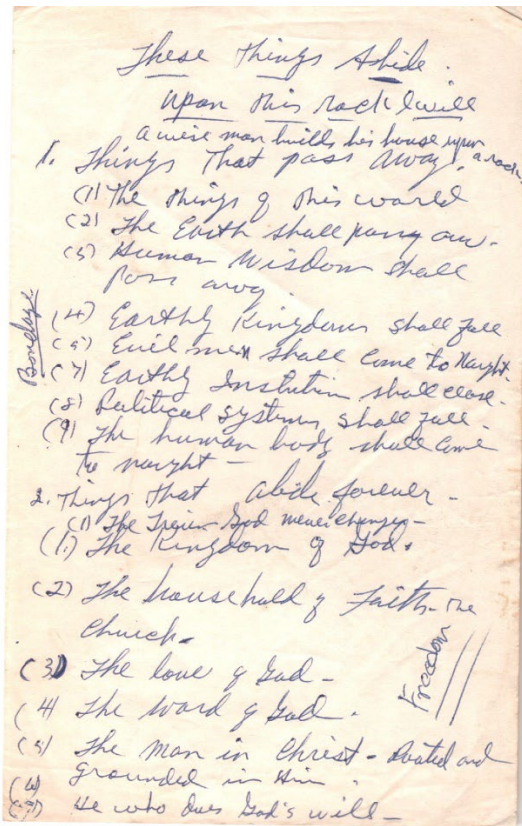 These Things Abide.
upon this rock I will
a wise man builds his house upon
a rock
1. Things That pass away.
(1) The things of this world
(2) The Earth shall pass away.
(3) Human Wisdom shall
Pass away.
Bondage
(4) Earthly Kingdoms shall fall
(5) Evil men shall come to naught.
(7) Earthly Institution shall close.
(8) Political systems shall fall.
(9) The human body shall come
to naught –
2. Things that abide forever –
(1) The God never changes –
(1.) The Kingdom of God.
(2) The household of Faith – The
Church.
Freedom
(3) The love of God –
(4) The word of God.
(5) The man in Christ – Rooted and
grounded in Him.
(6)
He who does God's will –